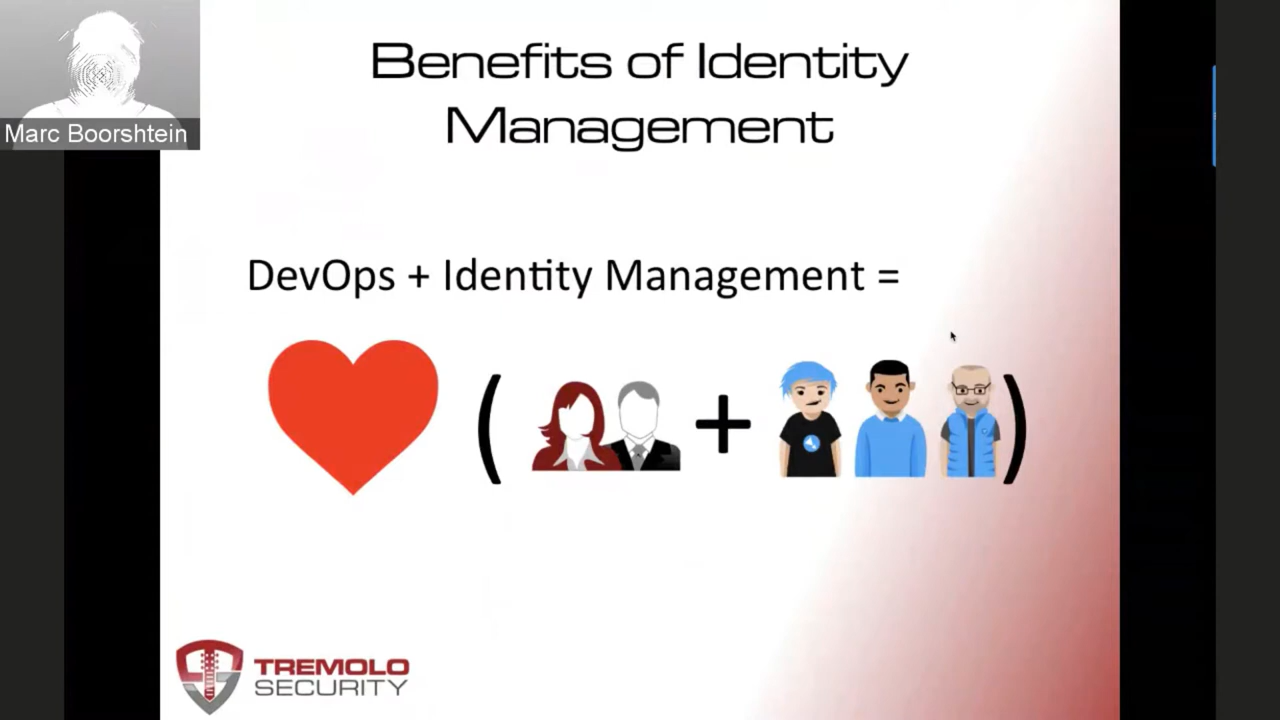 Marc Boorshtein
Benefits of Identity
Management
DevOps + Identity Management =
( + )
TREMOLO
SECURITY